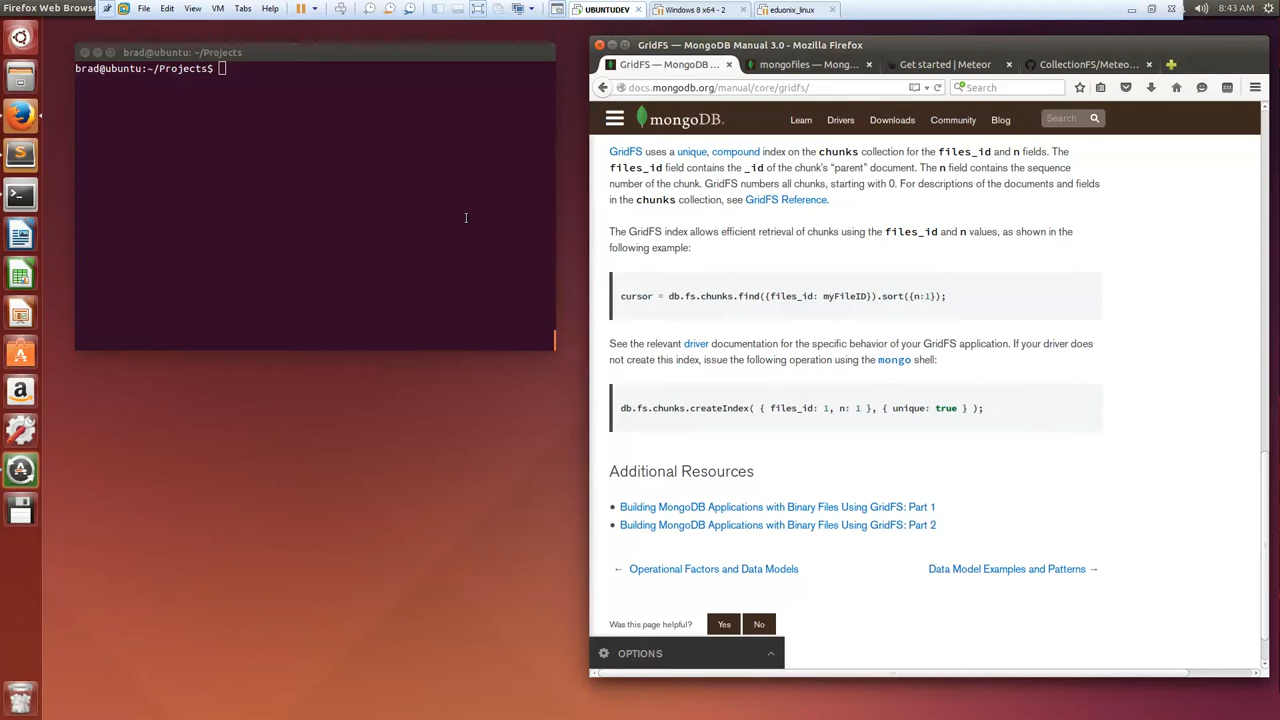 Firefox Web Browse
File Edit View VM Tabs Help
UBUNTUDEV
Windows 8 x64 - 2
eduonix_linux
8:43 AM
brad@ubuntu: ~/Projects
brad@ubuntu:~/Projects$
GridFS — MongoDB Manual 3.0 - Mozilla Firefox
GridFS — MongoDB ...
mongofiles — Mong...
Get started | Meteor
CollectionFS/Meteo...
docs.mongodb.org/manual/core/gridfs/
Search
mongoDB.
Learn Drivers Downloads Community Blog
Search
GridFS uses a unique, compound index on the chunks collection for the files_id and n fields. The
files_id field contains the _id of the chunk's “parent” document. The n field contains the sequence
number of the chunk. GridFS numbers all chunks, starting with 0. For descriptions of the documents and fields
in the chunks collection, see GridFS Reference.
The GridFS index allows efficient retrieval of chunks using the files_id and n values, as shown in the
following example:
cursor = db.fs.chunks.find({files_id: myFileID}).sort({n:1});
See the relevant driver documentation for the specific behavior of your GridFS application. If your driver does
not create this index, issue the following operation using the mongo shell:
db.fs.chunks.createIndex( { files_id: 1, n: 1 }, { unique: true } );
Additional Resources
• Building MongoDB Applications with Binary Files Using GridFS: Part 1
• Building MongoDB Applications with Binary Files Using GridFS: Part 2
← Operational Factors and Data Models
Data Model Examples and Patterns →
Was this page helpful?
Yes
No
OPTIONS